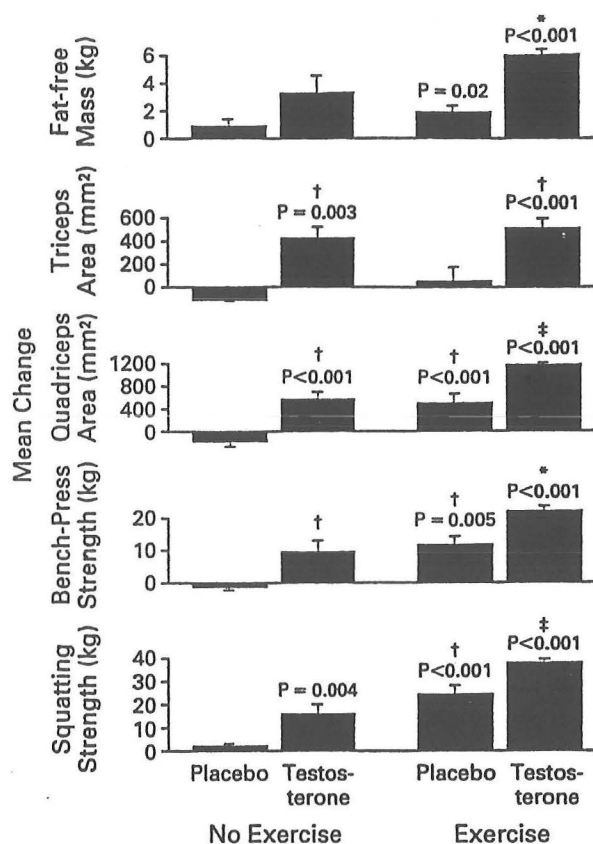 Mean Change
Fat-free
Mass (kg)
6
4
2
0
P = 0.02
*
P<0.001
Triceps
Area (mm²)
600
400
200
0
†
P = 0.003
†
P<0.001
Quadriceps
Area (mm²)
1200
800
400
0
†
P<0.001
†
P<0.001
‡
P<0.001
Bench-Press
Strength (kg)
20
10
0
†
†
P = 0.005
*
P<0.001
Squatting
Strength (kg)
40
30
20
10
0
P = 0.004
†
P<0.001
‡
P<0.001
Placebo Testos-
terone
Placebo Testos-
terone
No Exercise
Exercise